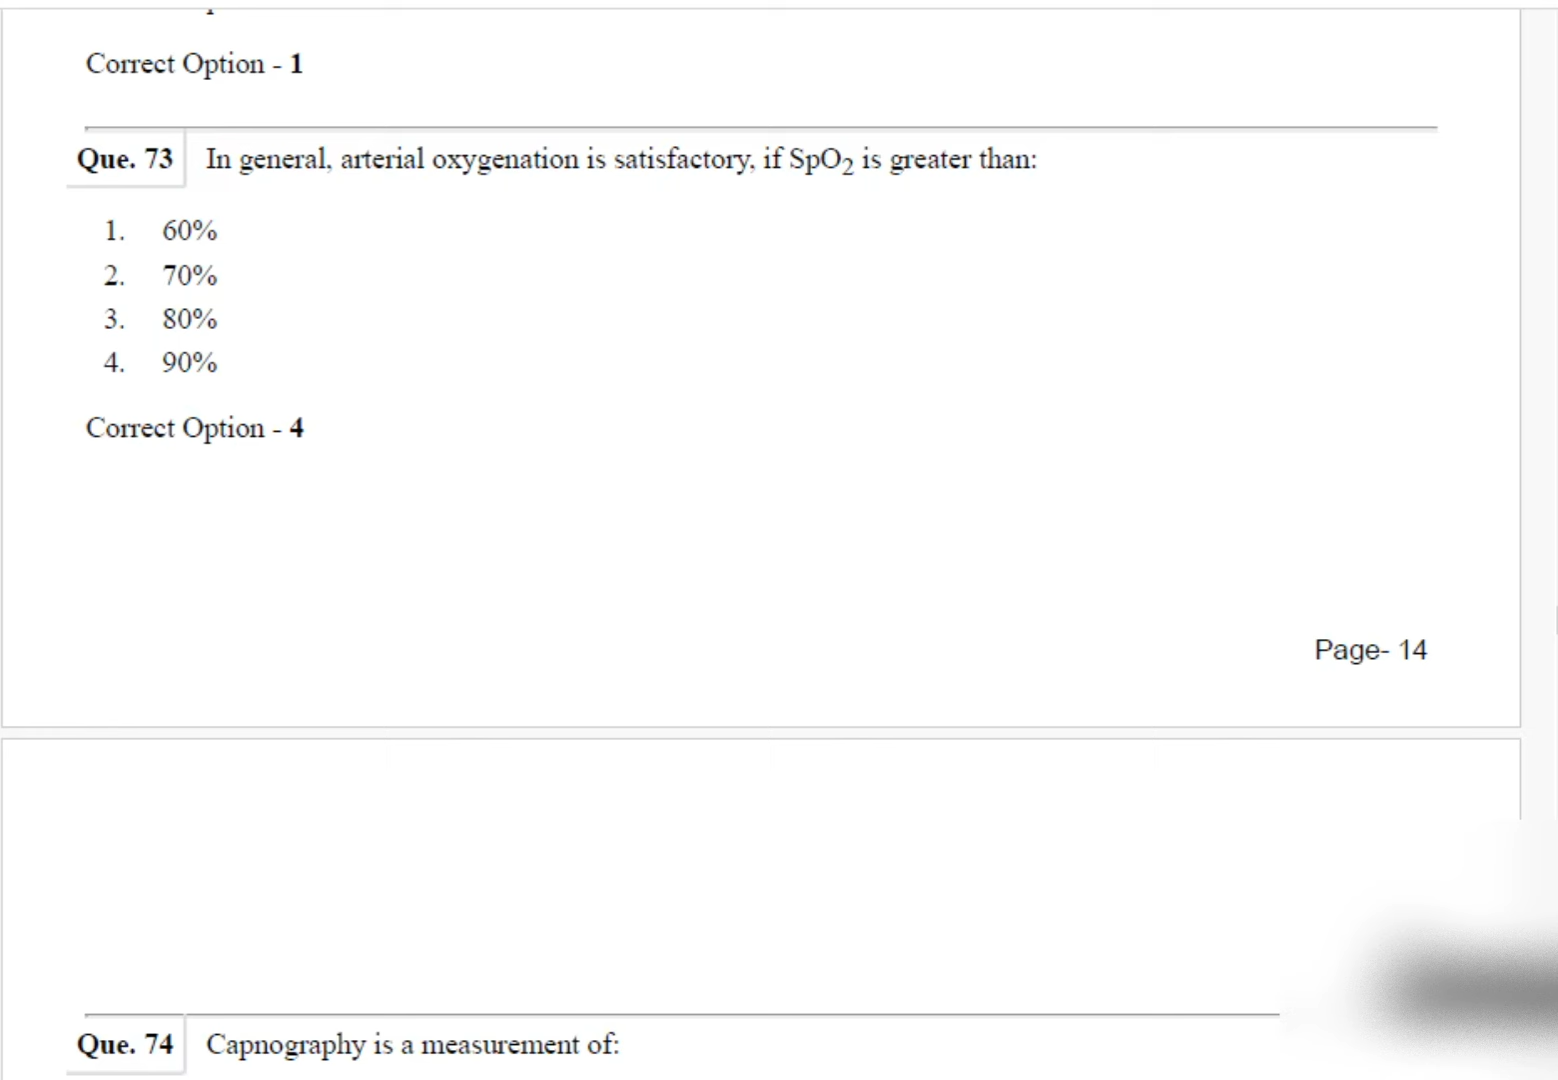 Correct Option - 1
Que. 73 In general, arterial oxygenation is satisfactory, if SpO₂ is greater than:
1. 60%
2. 70%
3. 80%
4. 90%
Correct Option - 4
Page- 14
Que. 74 Capnography is a measurement of: